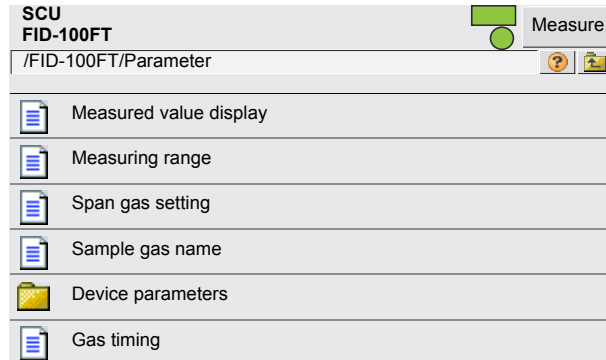 SCU
FID-100FT
Measure
/FID-100FT/Parameter
?
Measured value display
Measuring range
Span gas setting
Sample gas name
Device parameters
Gas timing